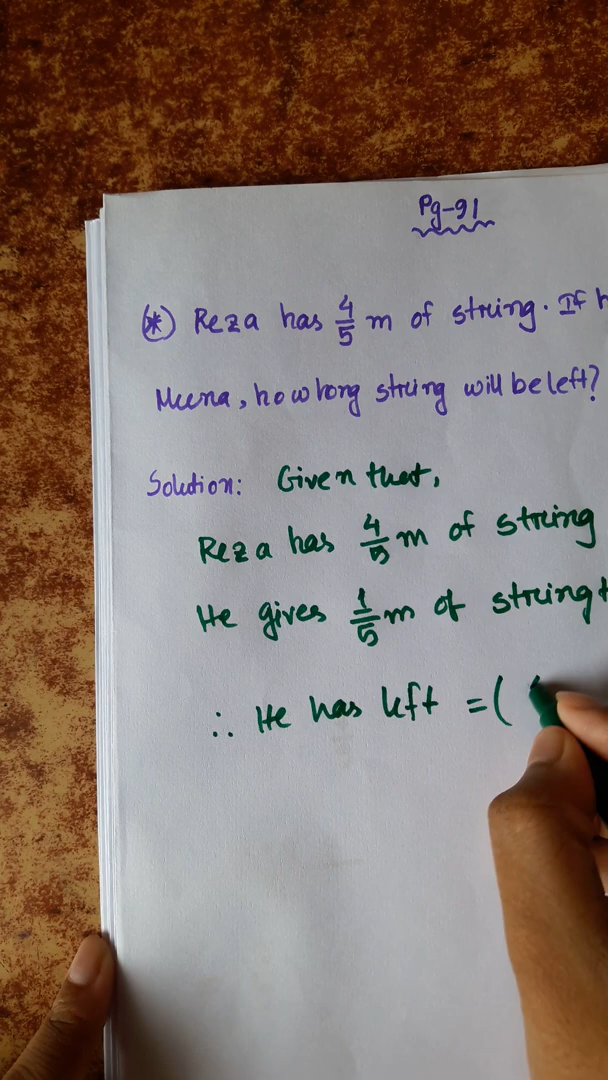 Pg-91
(*) Reza has 4/5 m of string. If h
Meena, how long string will be left?
Solution: Given that,
Reza has 4/5 m of string
He gives 1/5 m of string t
∴ He has left = (